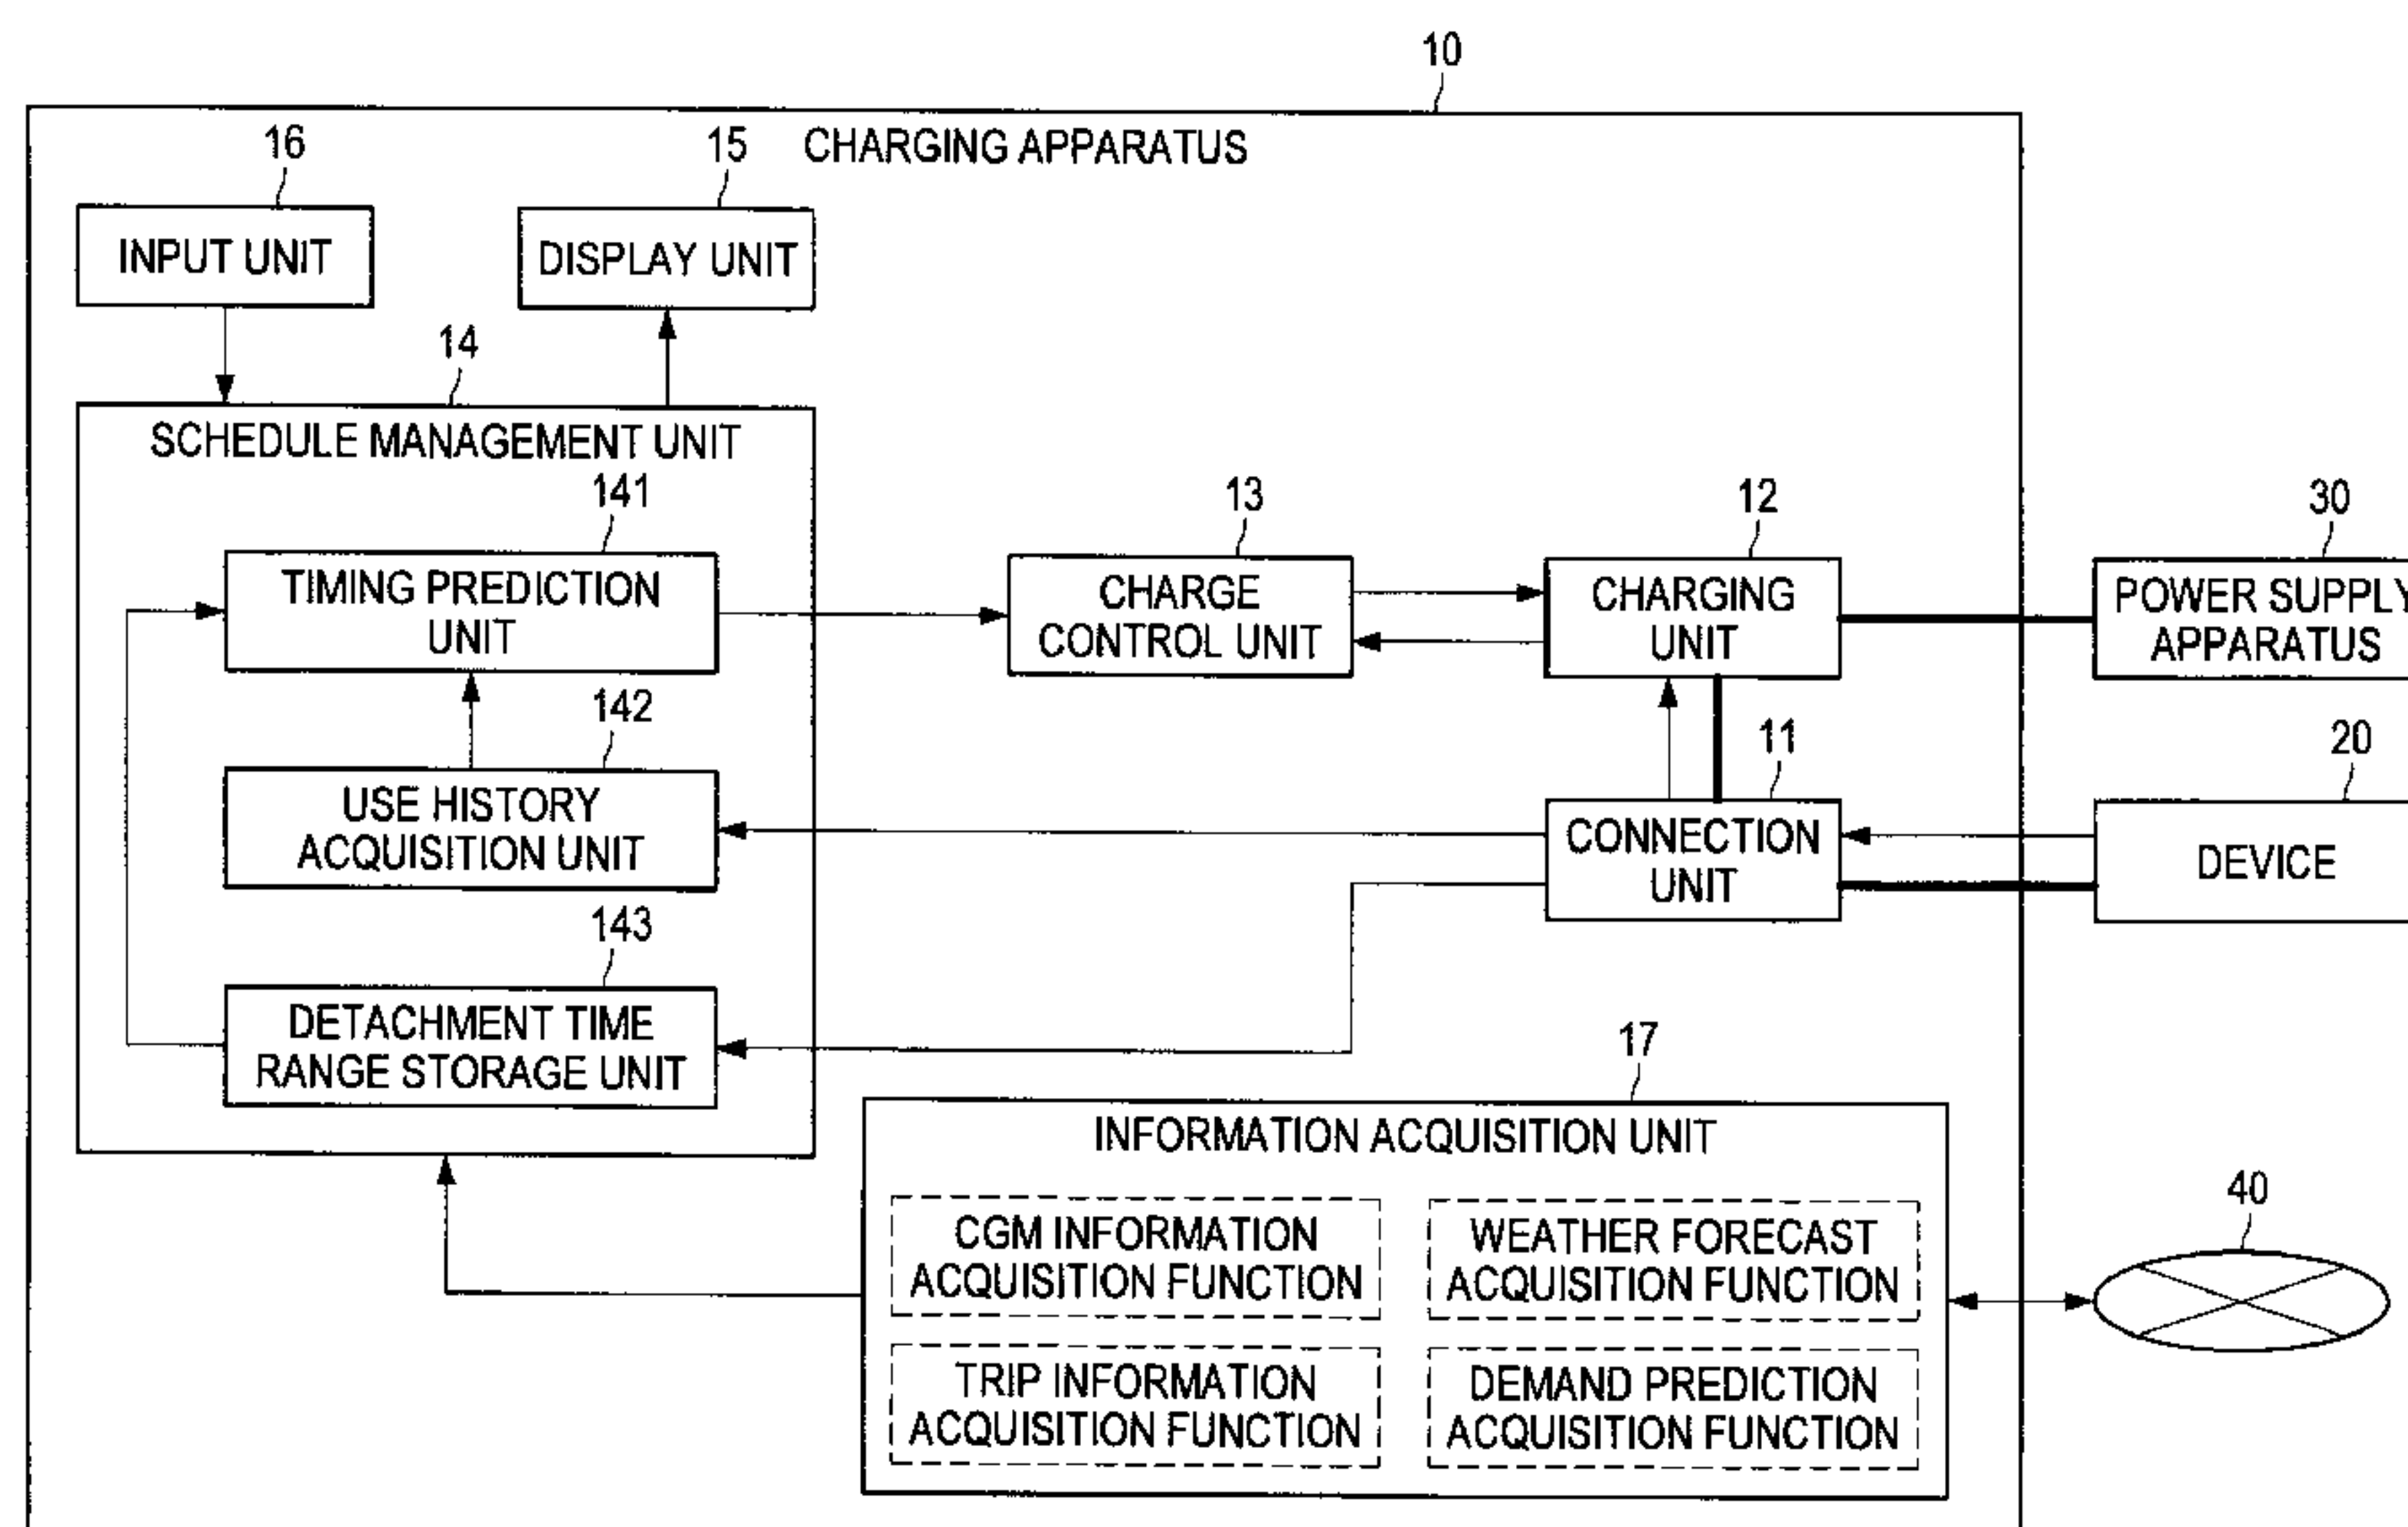 10
CHARGING APPARATUS
16
15
INPUT UNIT
DISPLAY UNIT
14
SCHEDULE MANAGEMENT UNIT
141
TIMING PREDICTION
UNIT
13
CHARGE
CONTROL UNIT
12
CHARGING
UNIT
30
POWER SUPPLY
APPARATUS
142
USE HISTORY
ACQUISITION UNIT
11
CONNECTION
UNIT
20
DEVICE
143
DETACHMENT TIME
RANGE STORAGE UNIT
17
INFORMATION ACQUISITION UNIT
CGM INFORMATION
ACQUISITION FUNCTION
WEATHER FORECAST
ACQUISITION FUNCTION
TRIP INFORMATION
ACQUISITION FUNCTION
DEMAND PREDICTION
ACQUISITION FUNCTION
40